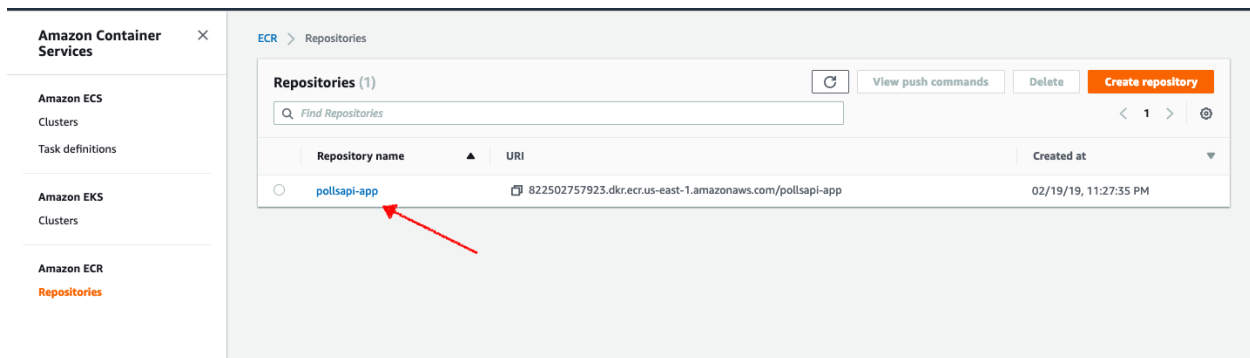 Amazon Container
Services
Amazon ECS
Clusters
Task definitions
Amazon EKS
Clusters
Amazon ECR
Repositories
ECR > Repositories
Repositories (1)
View push commands
Delete
Create repository
Find Repositories
< 1 >
Repository name
URI
Created at
pollsapi-app
822502757923.dkr.ecr.us-east-1.amazonaws.com/pollsapi-app
02/19/19, 11:27:35 PM